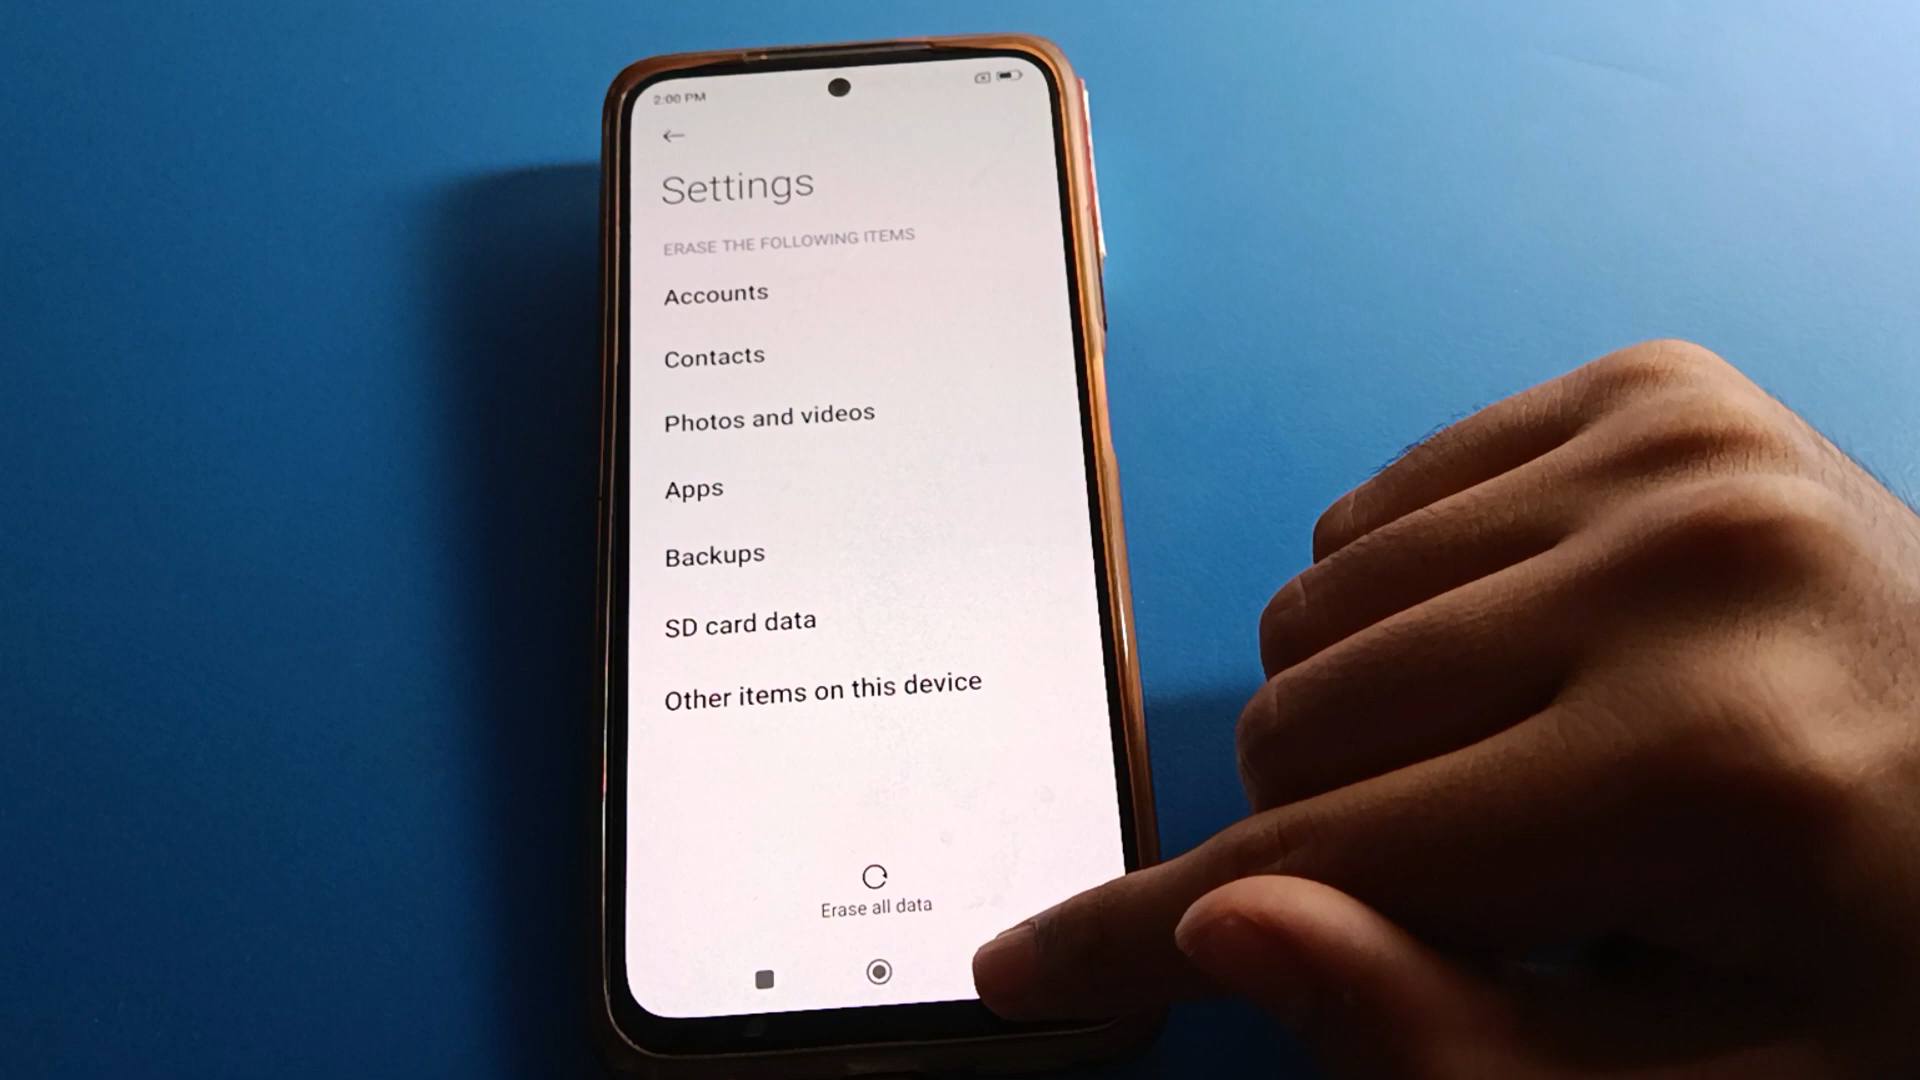 2:00 PM
Settings
ERASE THE FOLLOWING ITEMS
Accounts
Contacts
Photos and videos
Apps
Backups
SD card data
Other items on this device
Erase all data